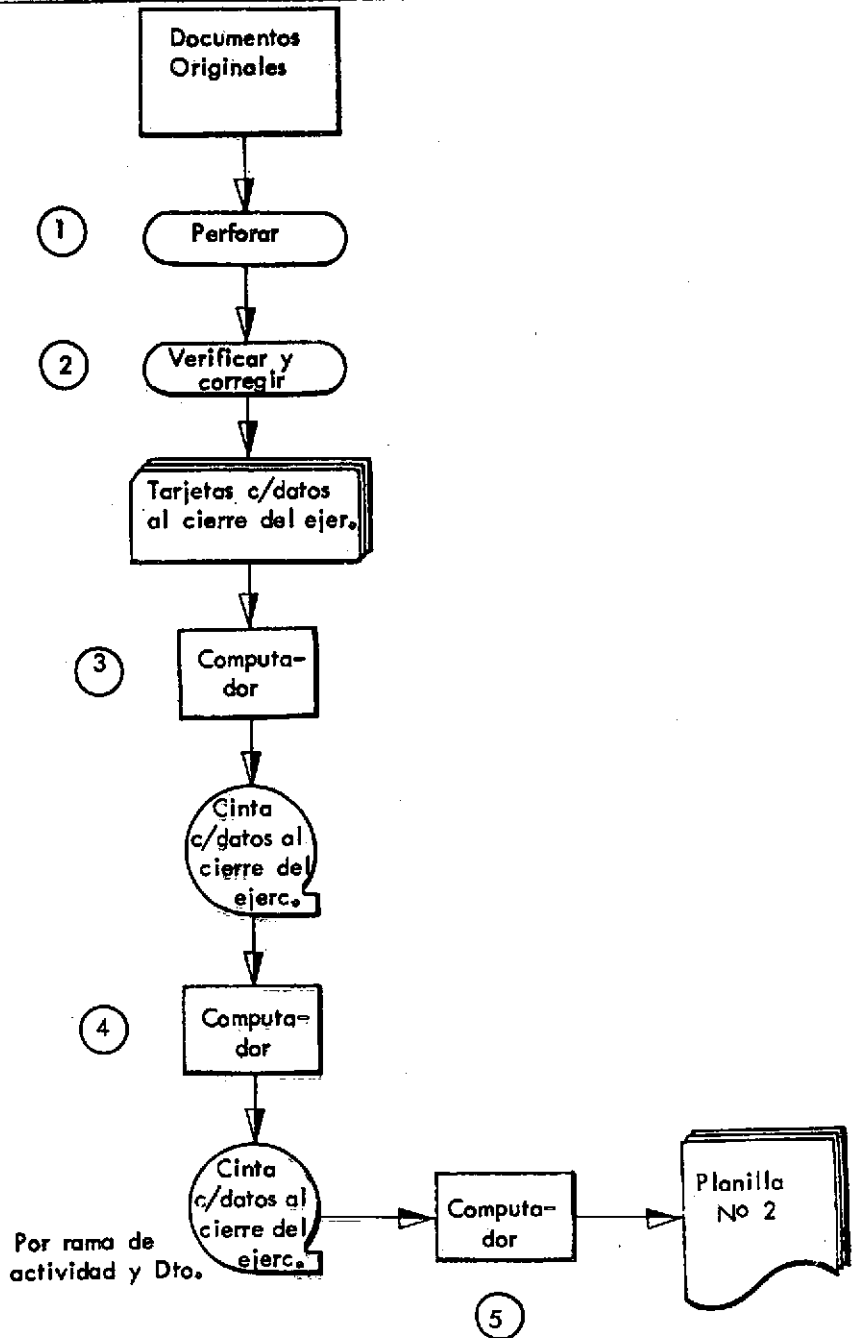 Documentos
Originales
1
Perforar
2
Verificar y
corregir
Tarjetas c/datos
al cierre del ejer.
3
Computa-
dor
Cinta
c/datos al
cierre del
ejerc.
4
Computa-
dor
Cinta
c/datos al
cierre del
ejerc.
Por rama de
actividad y Dto.
Computa-
dor
5
Planilla
Nº 2